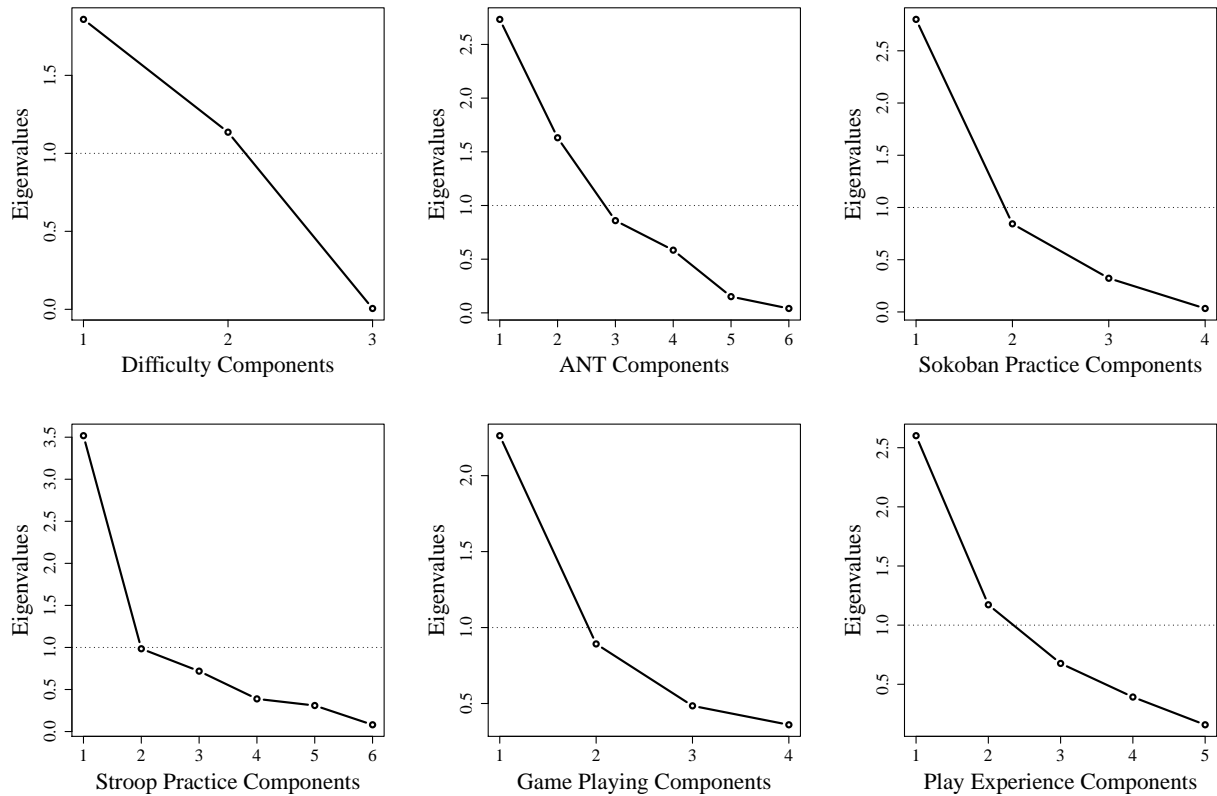 Eigenvalues
1.5
1.0
0.5
0.0
1 2 3
Difficulty Components
Eigenvalues
2.5
2.0
1.5
1.0
0.5
0.0
1 2 3 4 5 6
ANT Components
Eigenvalues
2.5
2.0
1.5
1.0
0.5
0.0
1 2 3 4
Sokoban Practice Components
Eigenvalues
3.5
3.0
2.5
2.0
1.5
1.0
0.5
0.0
1 2 3 4 5 6
Stroop Practice Components
Eigenvalues
2.0
1.5
1.0
0.5
1 2 3 4
Game Playing Components
Eigenvalues
2.5
2.0
1.5
1.0
0.5
1 2 3 4 5
Play Experience Components